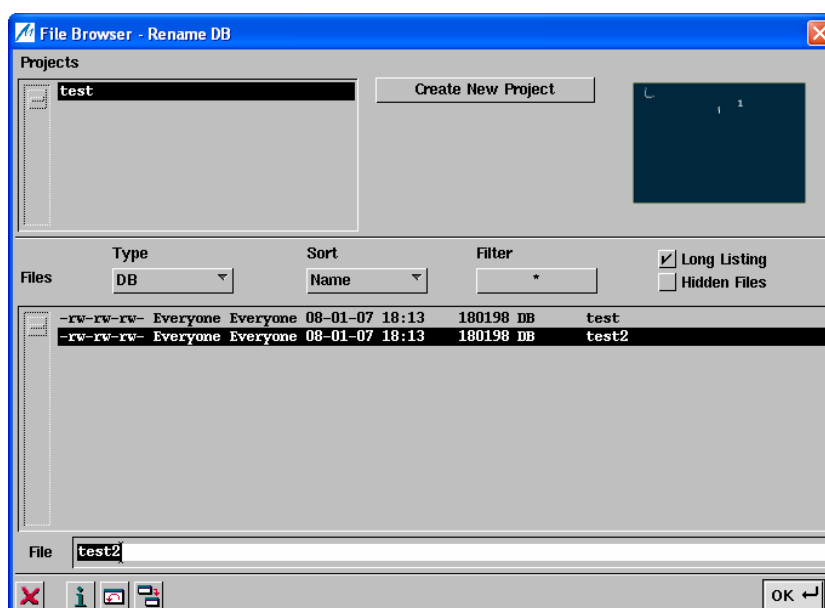 File Browser - Rename DB
Projects
test
Create New Project
1 1
Type Sort Filter
Files DB Name * Long Listing
Hidden Files
-rw-rw-rw- Everyone Everyone 08-01-07 18:13 180198 DB test
-rw-rw-rw- Everyone Everyone 08-01-07 18:13 180198 DB test2
File test2
OK